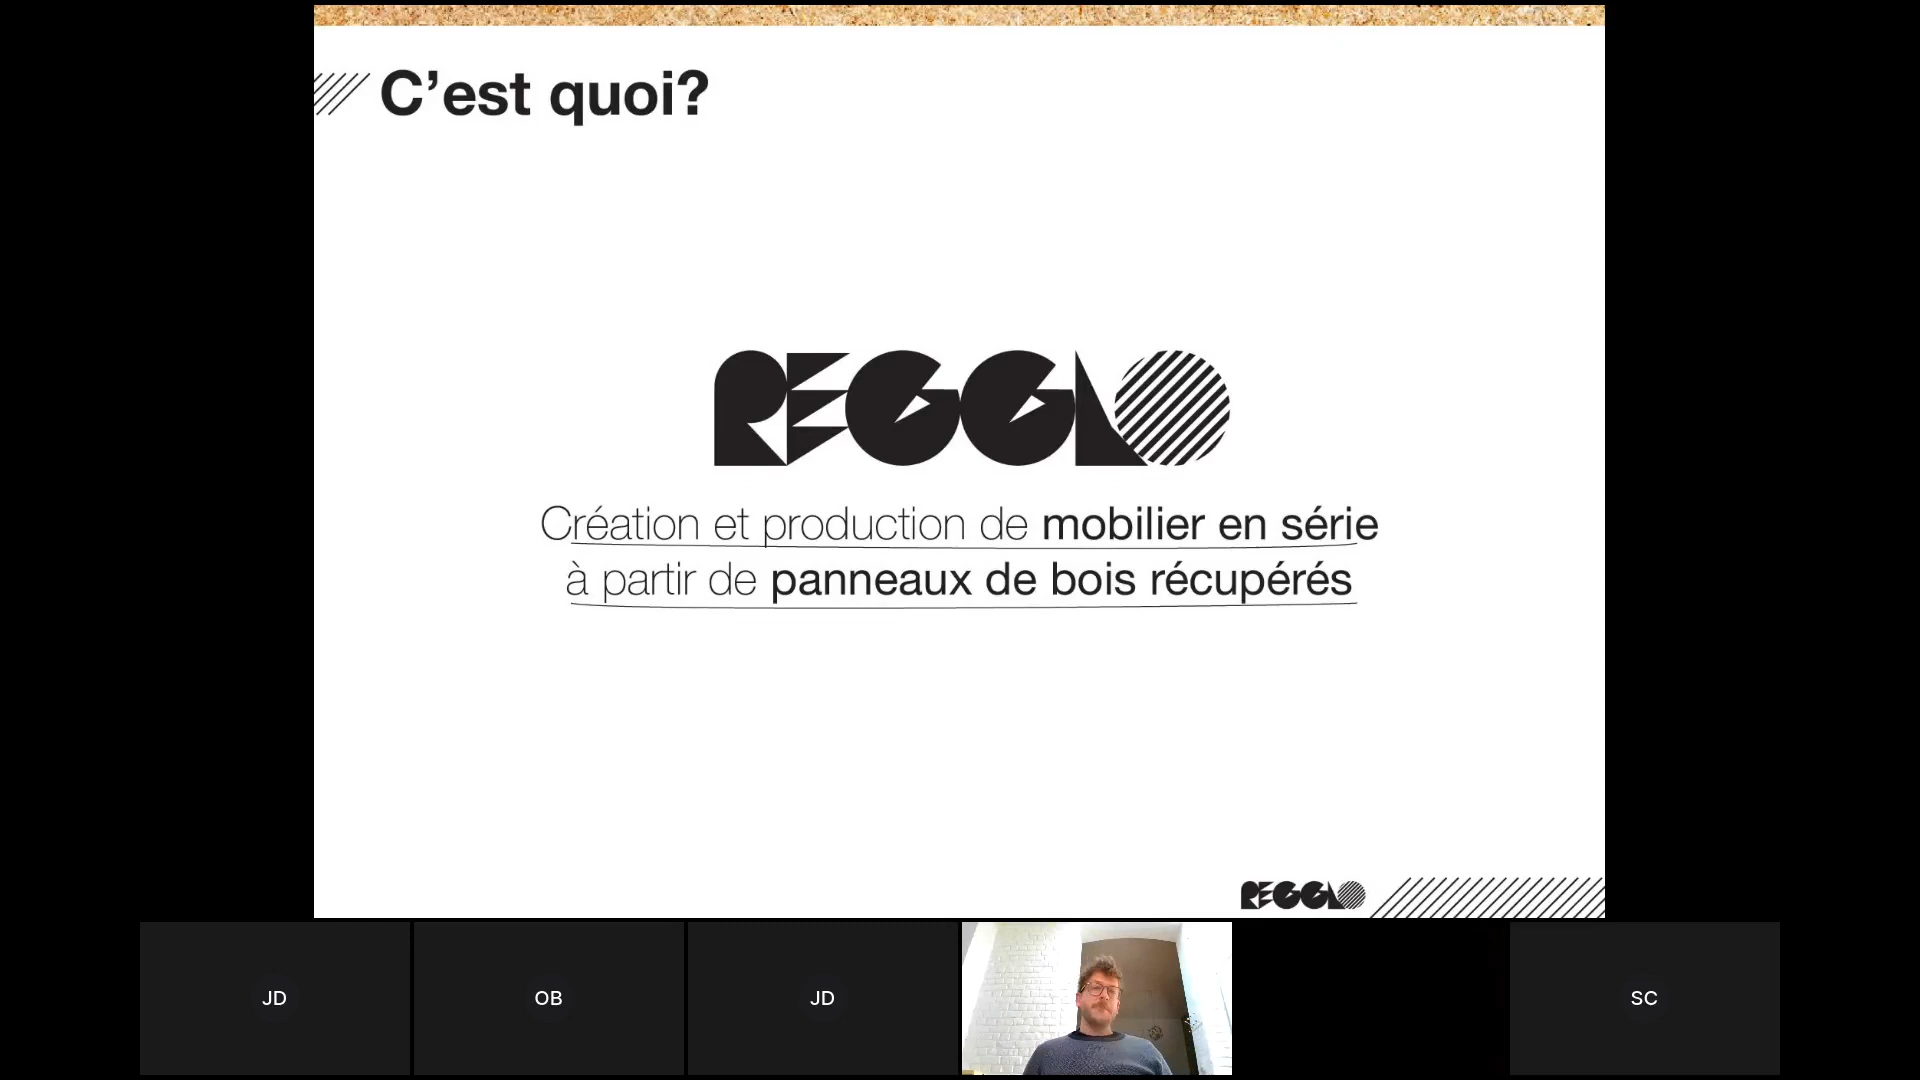 C’est quoi?
REGGLO
Création et production de mobilier en série
à partir de panneaux de bois récupérés
REGGLO
JD
OB
JD
SC